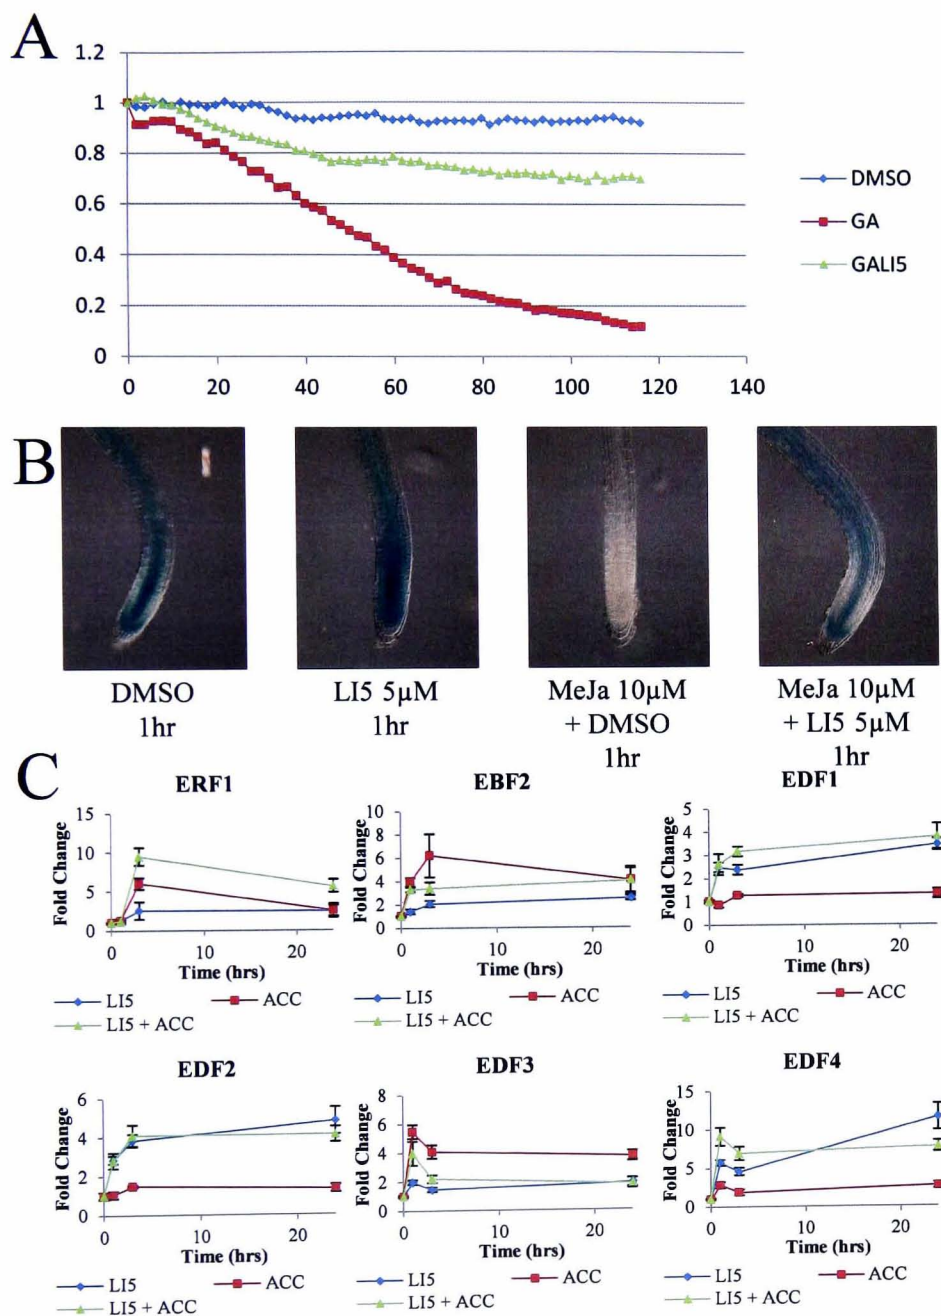 A
1.2
1
0.8
0.6
0.4
0.2
0
0 20 40 60 80 100 120 140
DMSO
GA
GALI5
B
DMSO
1hr
LI5 5µM
1hr
MeJa 10µM
+ DMSO
1hr
MeJa 10µM
+ LI5 5µM
1hr
C
ERF1
Fold Change
15
10
5
0
0 10 20
Time (hrs)
LI5 ACC
LI5 + ACC
EBF2
Fold Change
10
8
6
4
2
0
0 10 20
Time (hrs)
LI5 ACC
LI5 + ACC
EDF1
Fold Change
5
4
3
2
1
0
0 10 20
Time (hrs)
LI5 ACC
LI5 + ACC
EDF2
Fold Change
6
4
2
0
0 10 20
Time (hrs)
LI5 ACC
LI5 + ACC
EDF3
Fold Change
8
6
4
2
0
0 10 20
Time (hrs)
LI5 ACC
LI5 + ACC
EDF4
Fold Change
15
10
5
0
0 10 20
Time (hrs)
LI5 ACC
LI5 + ACC